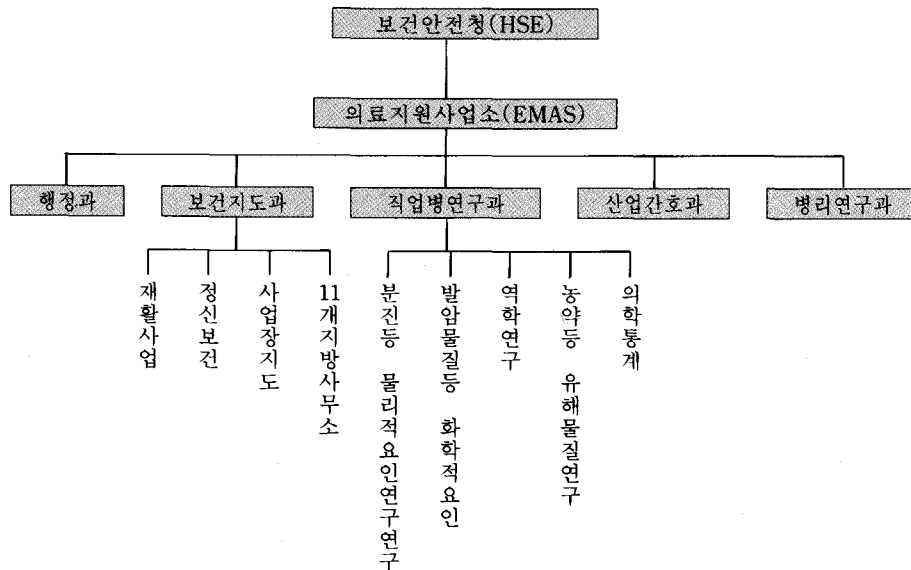 보건안전청(HSE)
의료지원사업소(EMAS)
행정과
보건지도과
직업병연구과
산업간호과
병리연구과
재활사업
정신보건
사업장지도
11개지방사무소
분진등 물리적요인연구연구
발암물질등 화학적요인
역학연구
농약등 유해물질연구
의학통계